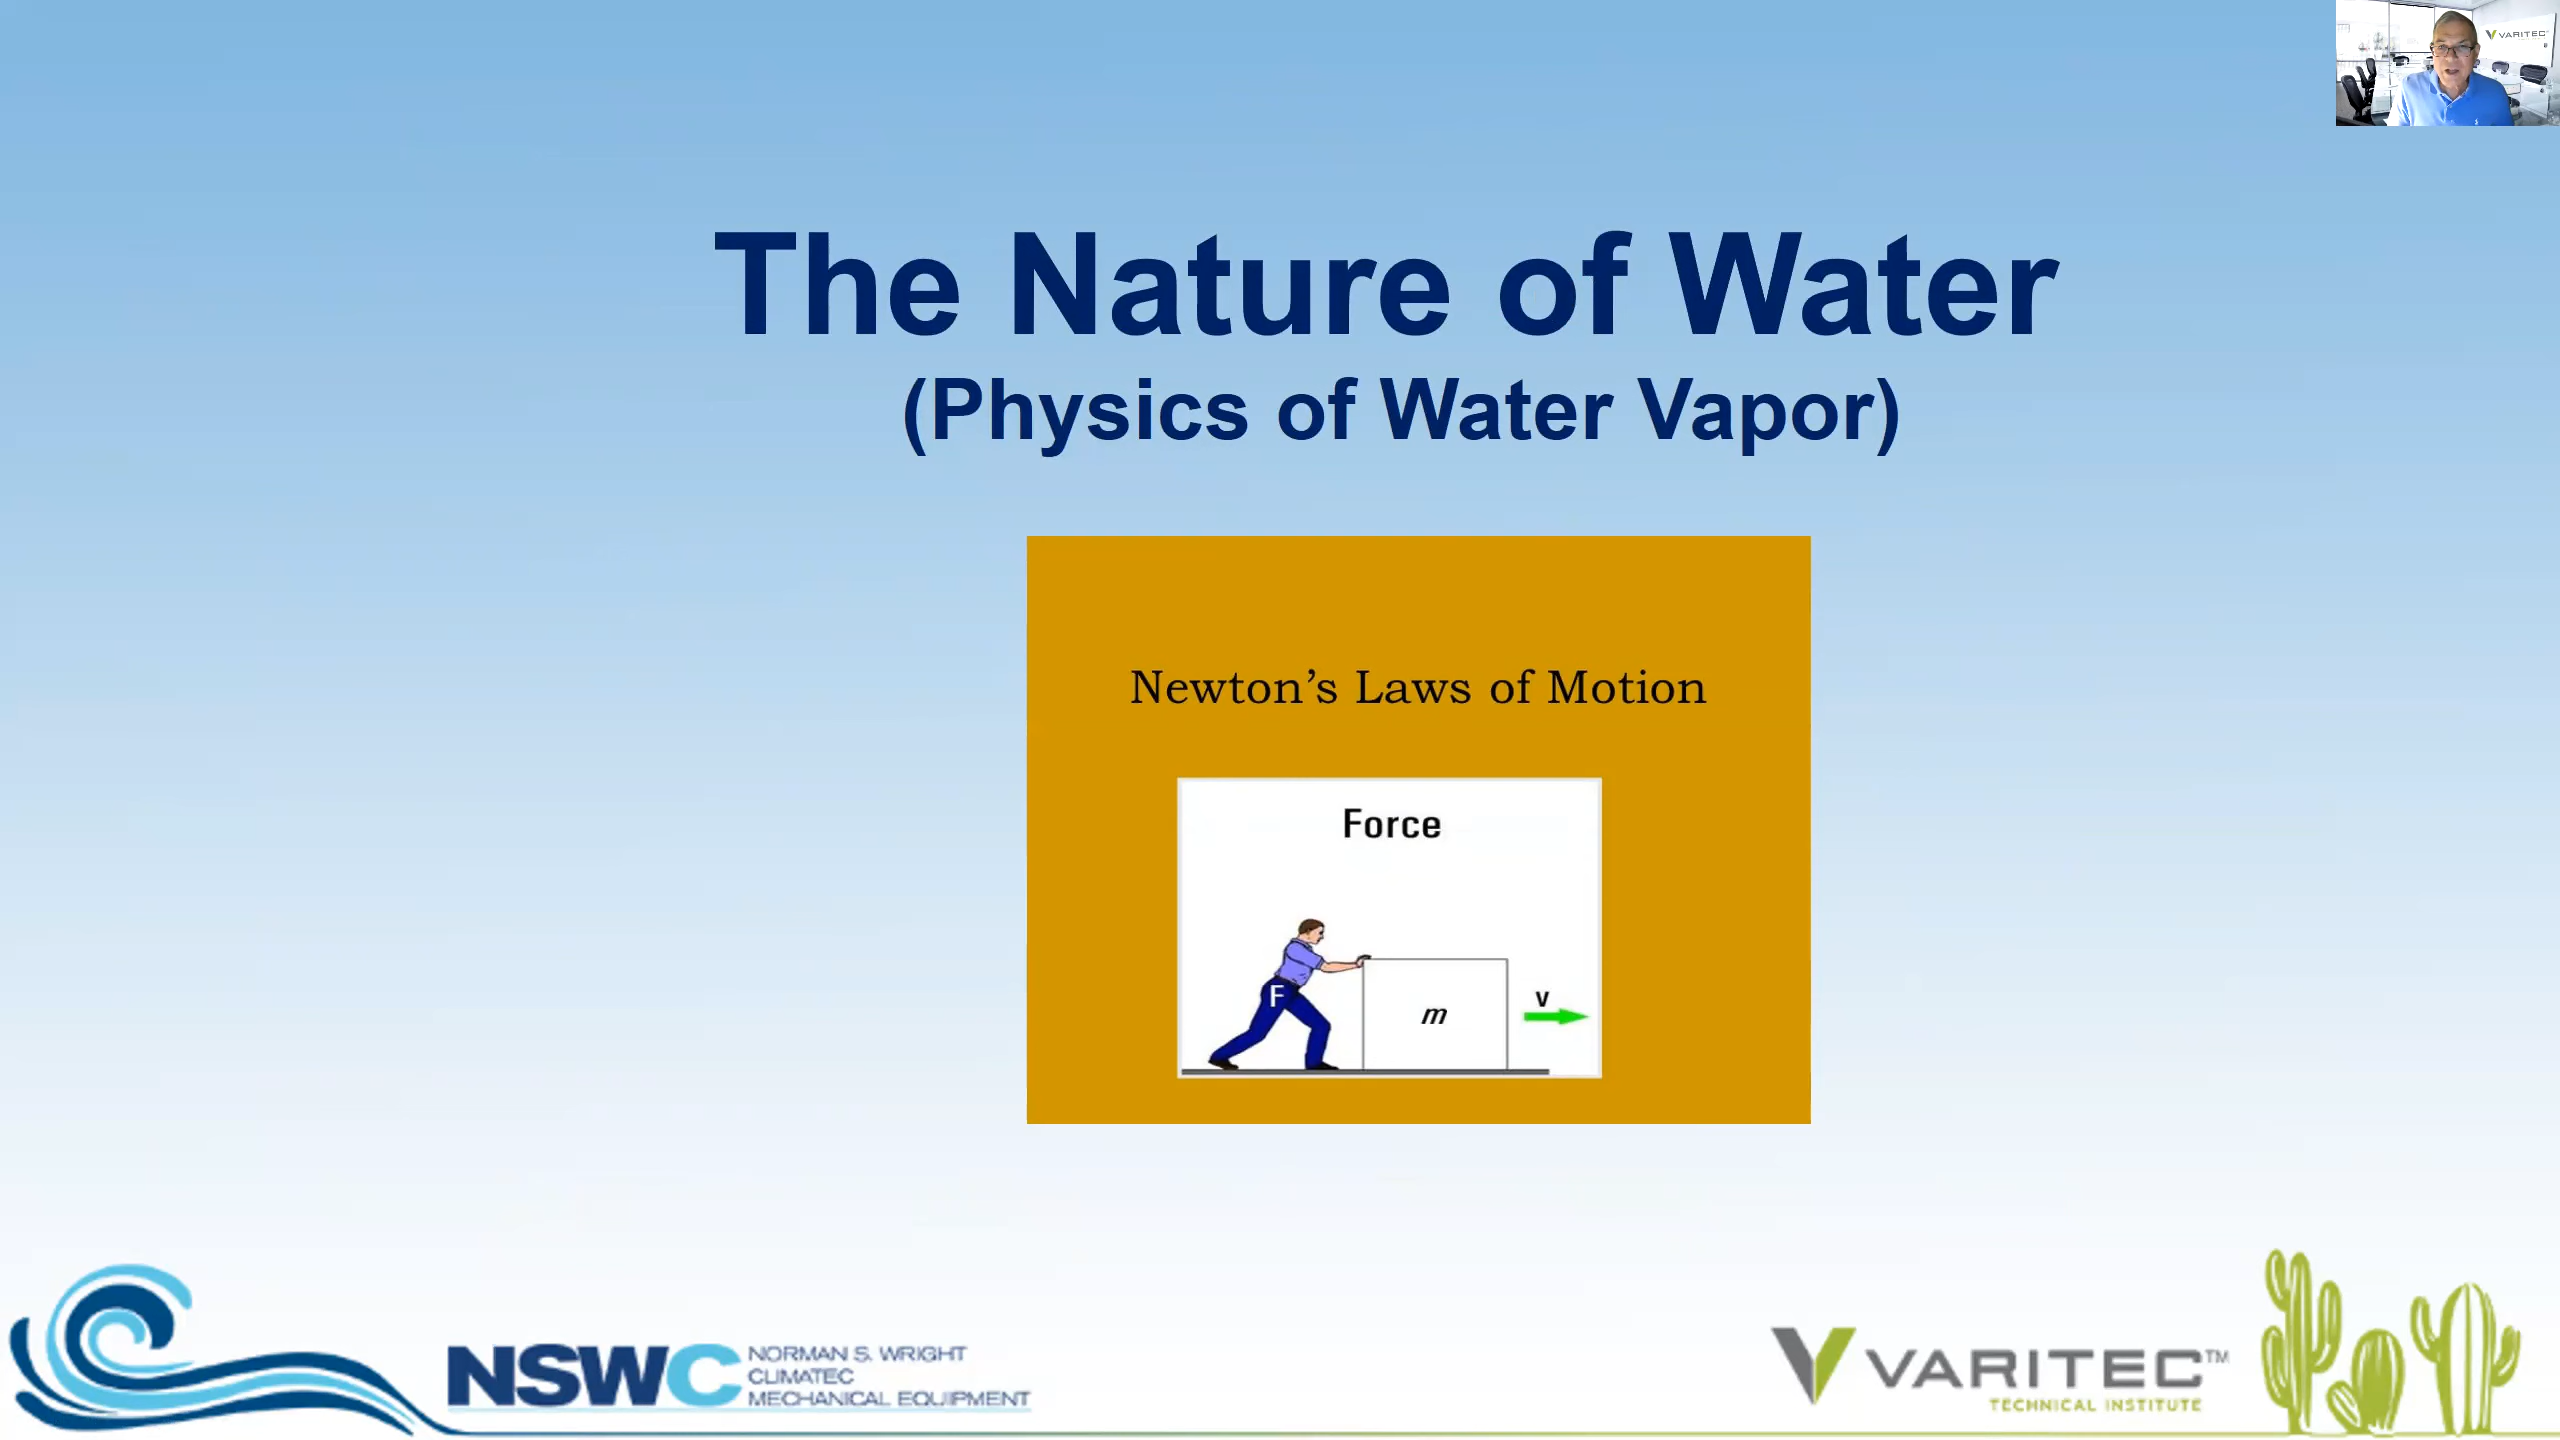 VARITEC
The Nature of Water
(Physics of Water Vapor)
Newton’s Laws of Motion
Force
F
m
v
NSWC
NORMAN S. WRIGHT
CLIMATEC
MECHANICAL EQUIPMENT
VARITEC™
TECHNICAL INSTITUTE